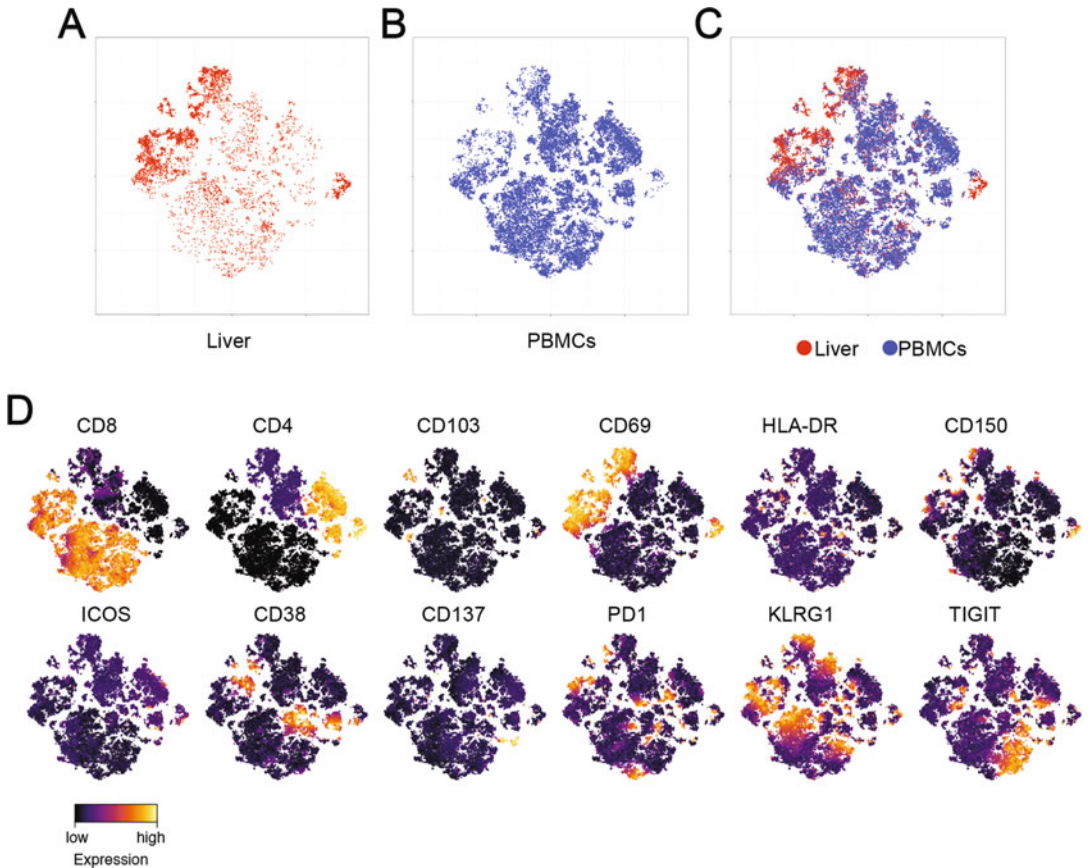 A B C
Liver PBMCs
Liver PBMCs
D
CD8 CD4 CD103 CD69 HLA-DR CD150
ICOS CD38 CD137 PD1 KLRG1 TIGIT
low high
Expression